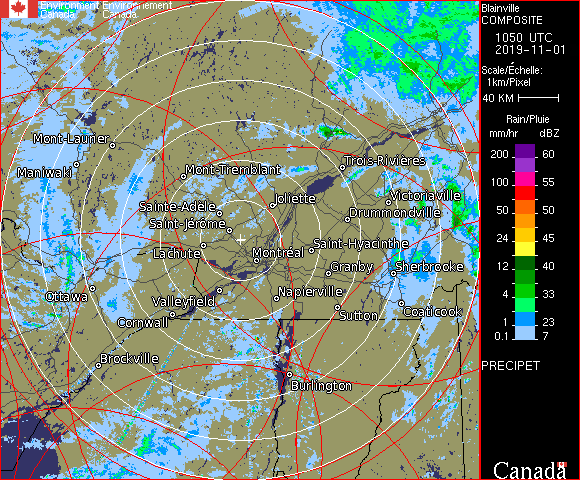 Environment Environnement
Canada Canada
Blainville
COMPOSITE
1050 UTC
2019-11-01
Scale/Échelle:
1km/Pixel
40 KM
Rain/Pluie
mm/hr dBZ
200 60
100 55
50 50
24 45
12 40
4 33
1 23
0.1 7
PRECIPET
Canada
Mont-Laurier
Maniwaki
Mont-Tremblant
Trois-Rivières
Joliette
Victoriaville
Sainte-Adele
Drummondville
Saint-Jérôme
Lachute
Montréal
Saint-Hyacinthe
Granby
Sherbrooke
Ottawa
Valleyfield
Napierville
Cornwall
Sutton
Coaticook
Brockville
Burlington